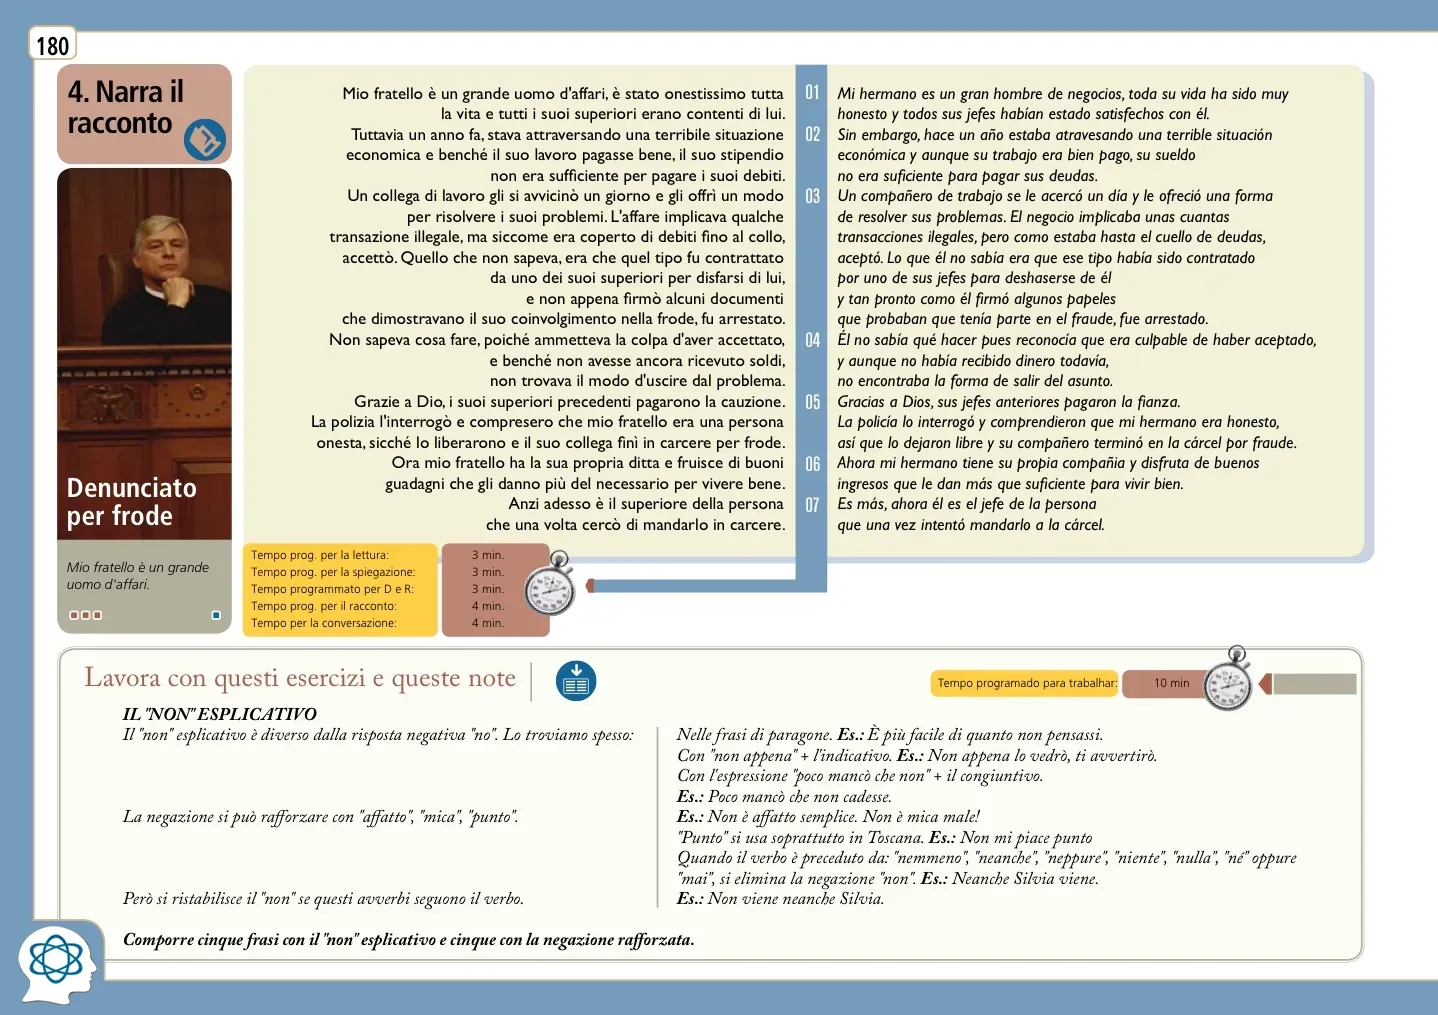 180
4. Narra il
racconto
Denunciato
per frode
Mio fratello è un grande
uomo d'affari.
Mio fratello è un grande uomo d'affari, è stato onestissimo tutta
la vita e tutti i suoi superiori erano contenti di lui.
Tuttavia un anno fa, stava attraversando una terribile situazione
economica e benché il suo lavoro pagasse bene, il suo stipendio
non era sufficiente per pagare i suoi debiti.
Un collega di lavoro gli si avvicinò un giorno e gli offrì un modo
per risolvere i suoi problemi. L'affare implicava qualche
transazione illegale, ma siccome era coperto di debiti fino al collo,
accettò. Quello che non sapeva, era che quel tipo fu contrattato
da uno dei suoi superiori per disfarsi di lui,
e non appena firmò alcuni documenti
che dimostravano il suo coinvolgimento nella frode, fu arrestato.
Non sapeva cosa fare, poiché ammetteva la colpa d'aver accettato,
e benché non avesse ancora ricevuto soldi,
non trovava il modo d'uscire dal problema.
Grazie a Dio, i suoi superiori precedenti pagarono la cauzione.
La polizia l'interrogò e compresero che mio fratello era una persona
onesta, sicché lo liberarono e il suo collega finì in carcere per frode.
Ora mio fratello ha la sua propria ditta e fruisce di buoni
guadagni che gli danno più del necessario per vivere bene.
Anzi adesso è il superiore della persona
che una volta cercò di mandarlo in carcere.
01
02
03
04
05
06
07
Mi hermano es un gran hombre de negocios, toda su vida ha sido muy
honesto y todos sus jefes habían estado satisfechos con él.
Sin embargo, hace un año estaba atravesando una terrible situación
económica y aunque su trabajo era bien pago, su sueldo
no era suficiente para pagar sus deudas.
Un compañero de trabajo se le acercó un día y le ofreció una forma
de resolver sus problemas. El negocio implicaba unas cuantas
transacciones ilegales, pero como estaba hasta el cuello de deudas,
aceptó. Lo que él no sabía era que ese tipo había sido contratado
por uno de sus jefes para deshaserse de él
y tan pronto como él firmó algunos papeles
que probaban que tenía parte en el fraude, fue arrestado.
Él no sabía qué hacer pues reconocía que era culpable de haber aceptado,
y aunque no había recibido dinero todavía,
no encontraba la forma de salir del asunto.
Gracias a Dios, sus jefes anteriores pagaron la fianza.
La policía lo interrogó y comprendieron que mi hermano era honesto,
así que lo dejaron libre y su compañero terminó en la cárcel por fraude.
Ahora mi hermano tiene su propia compañia y disfruta de buenos
ingresos que le dan más que suficiente para vivir bien.
Es más, ahora él es el jefe de la persona
que una vez intentó mandarlo a la cárcel.
Tempo prog. per la lettura: 3 min.
Tempo prog. per la spiegazione: 3 min.
Tempo programmato per D e R: 3 min.
Tempo prog. per il racconto: 4 min.
Tempo per la conversazione: 4 min.
Lavora con questi esercizi e queste note
Tempo programado para trabalhar: 10 min
IL "NON" ESPLICATIVO
Il "non" esplicativo è diverso dalla risposta negativa "no". Lo troviamo spesso:
Nelle frasi di paragone. Es.: È più facile di quanto non pensassi.
Con "non appena" + l'indicativo. Es.: Non appena lo vedrò, ti avvertirò.
Con l'espressione "poco mancò che non" + il congiuntivo.
Es.: Poco mancò che non cadesse.
La negazione si può rafforzare con "affatto", "mica", "punto".
Es.: Non è affatto semplice. Non è mica male!
"Punto" si usa soprattutto in Toscana. Es.: Non mi piace punto
Quando il verbo è preceduto da: "nemmeno", "neanche", "neppure", "niente", "nulla", "né" oppure
"mai", si elimina la negazione "non". Es.: Neanche Silvia viene.
Però si ristabilisce il "non" se questi avverbi seguono il verbo.
Es.: Non viene neanche Silvia.
Comporre cinque frasi con il "non" esplicativo e cinque con la negazione rafforzata.